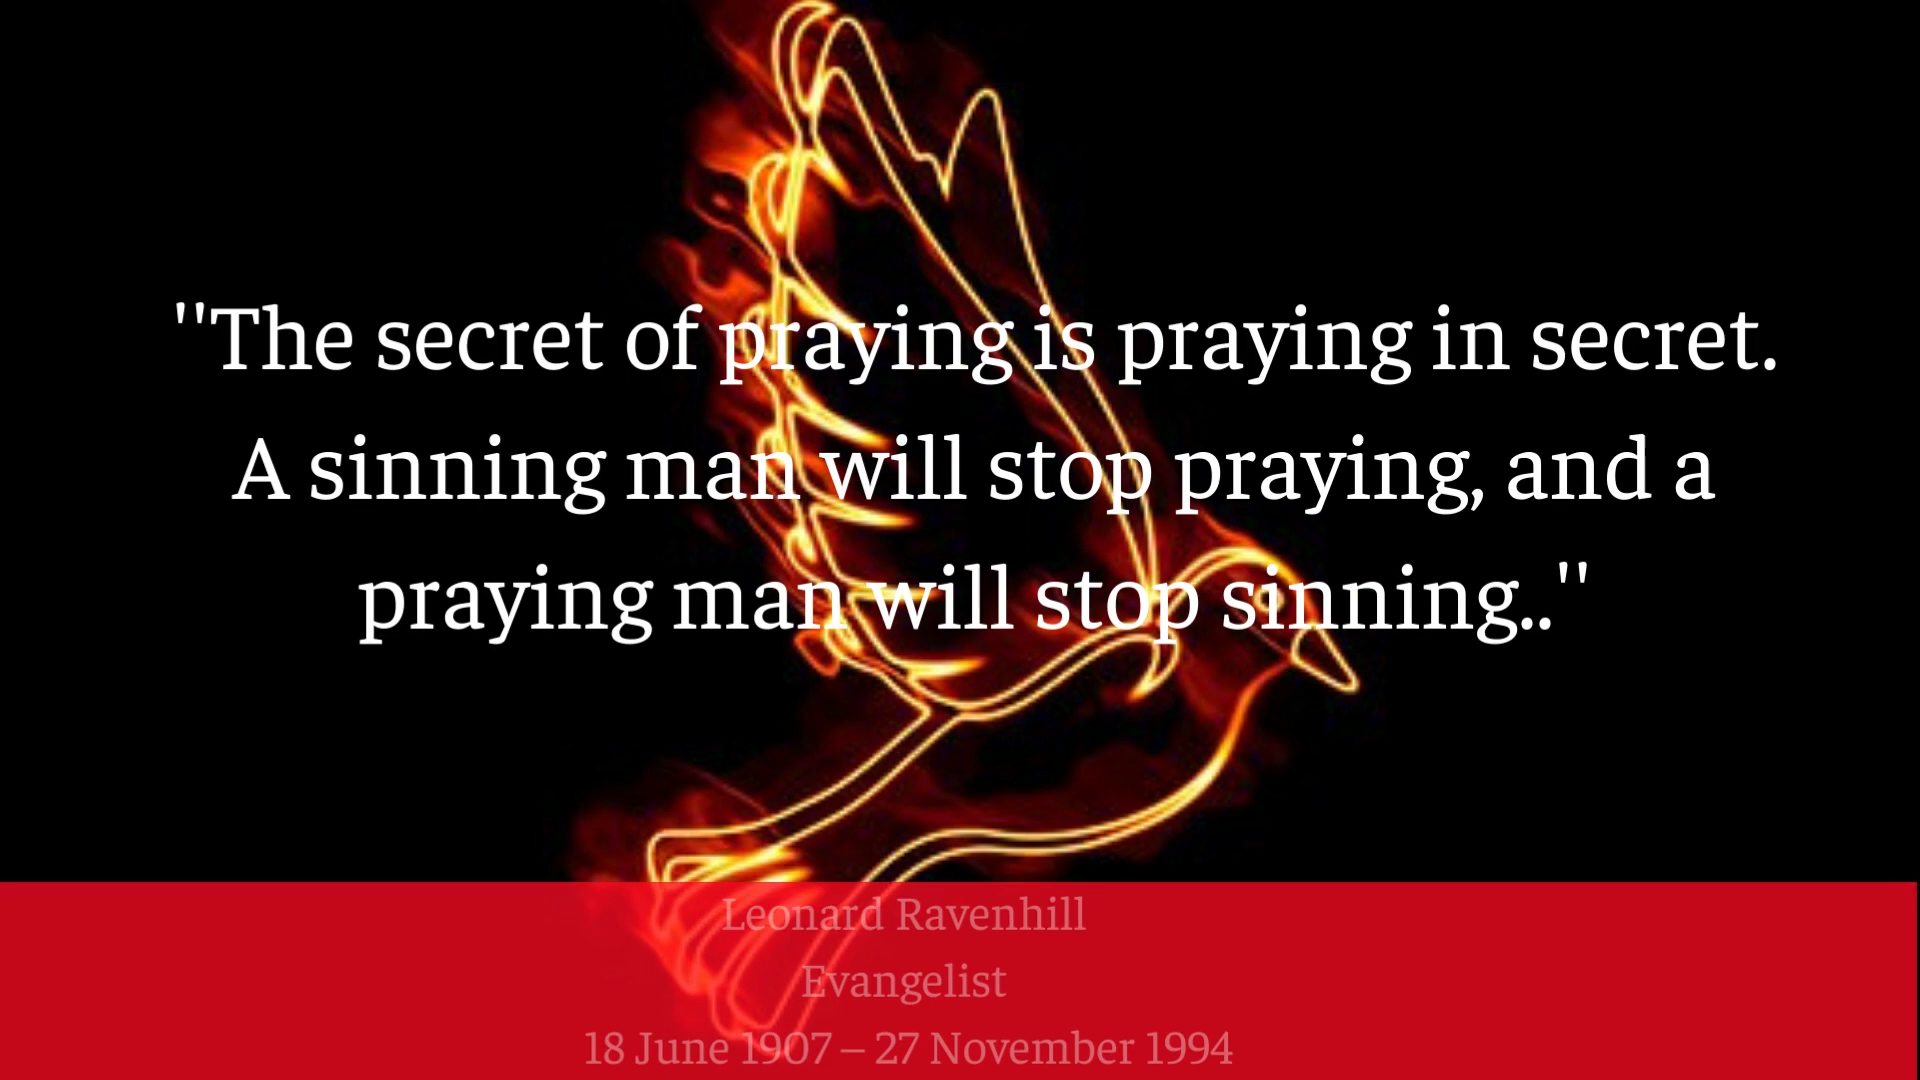 "The secret of praying is praying in secret.
A sinning man will stop praying, and a
praying man will stop sinning.."
Leonard Ravenhill
Evangelist
18 June 1907 – 27 November 1994